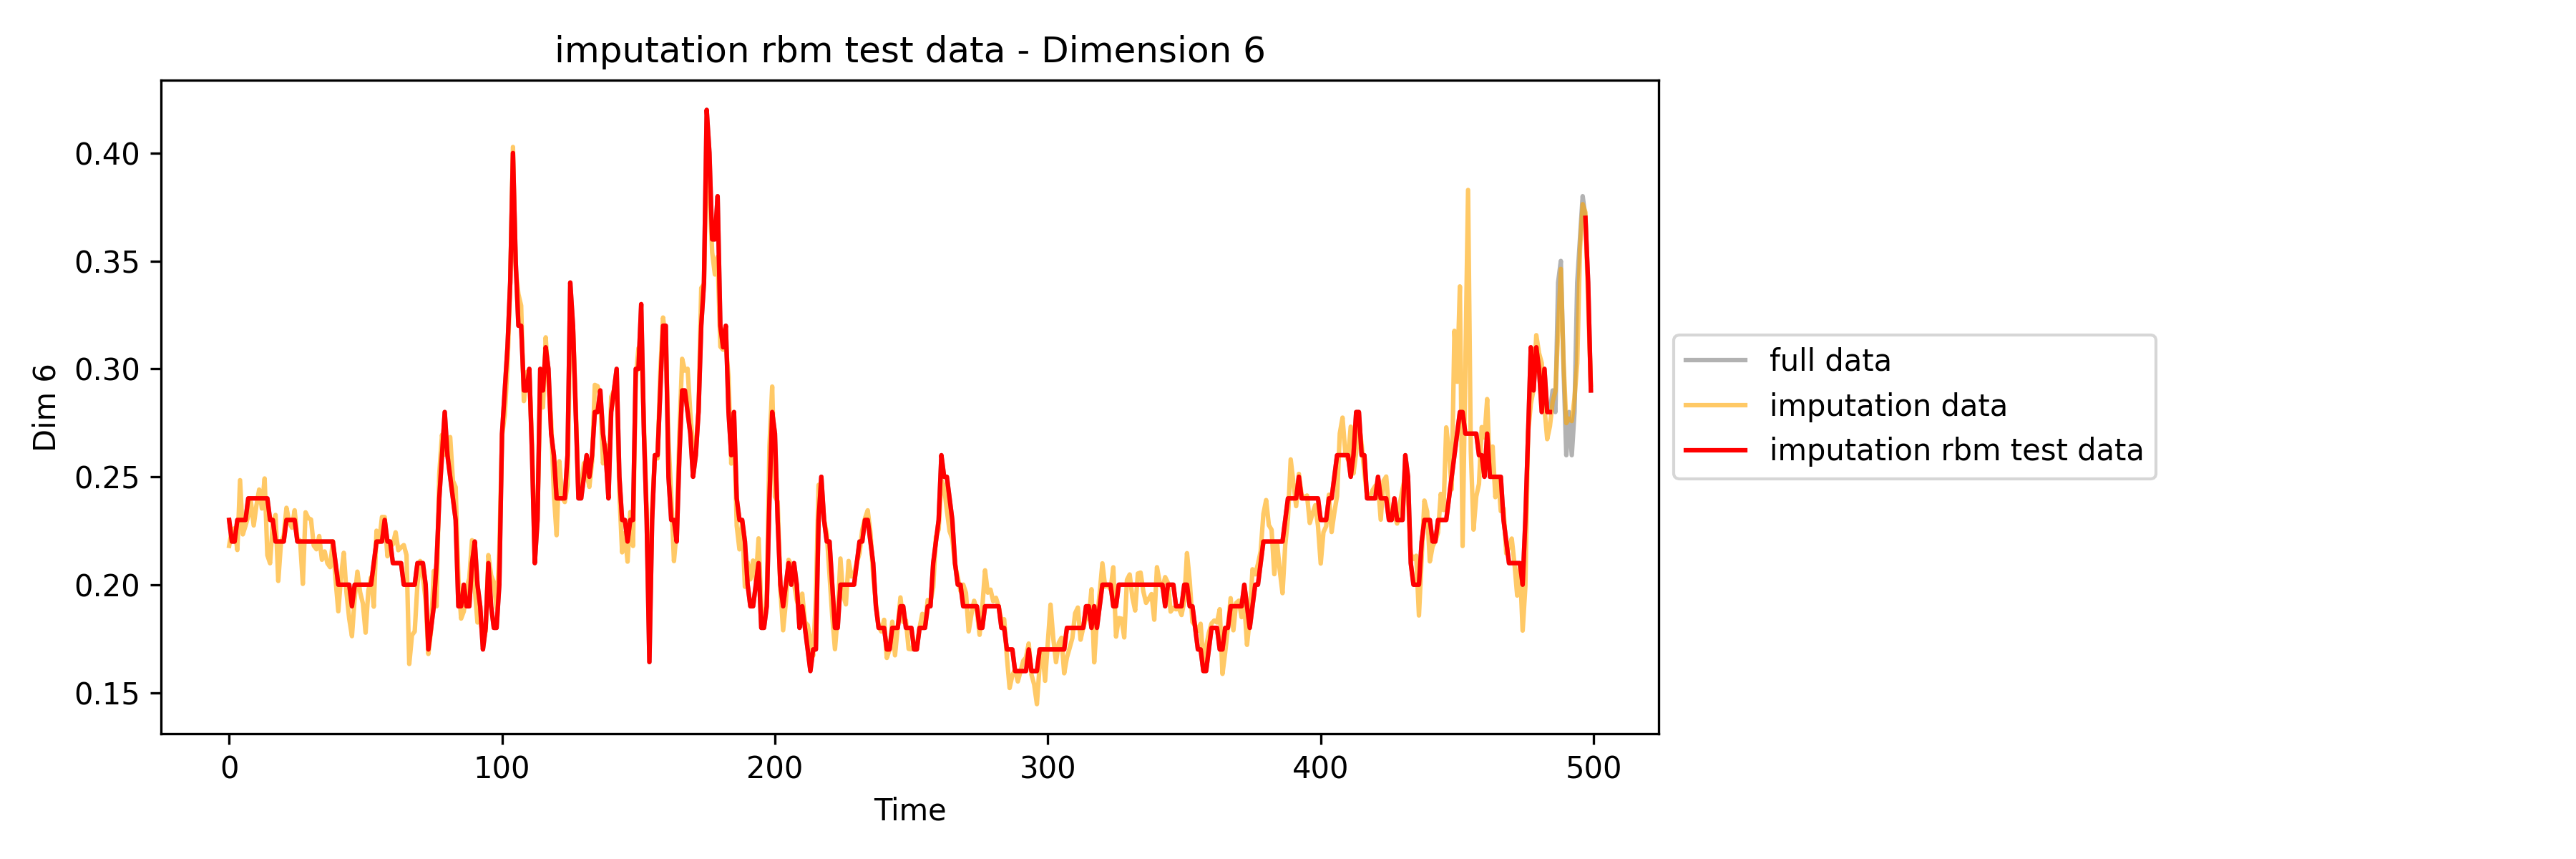 imputation rbm test data - Dimension 6
0.40
0.35
0.30
0.25
0.20
0.15
Dim 6
0 100 200 300 400 500
Time
full data
imputation data
imputation rbm test data